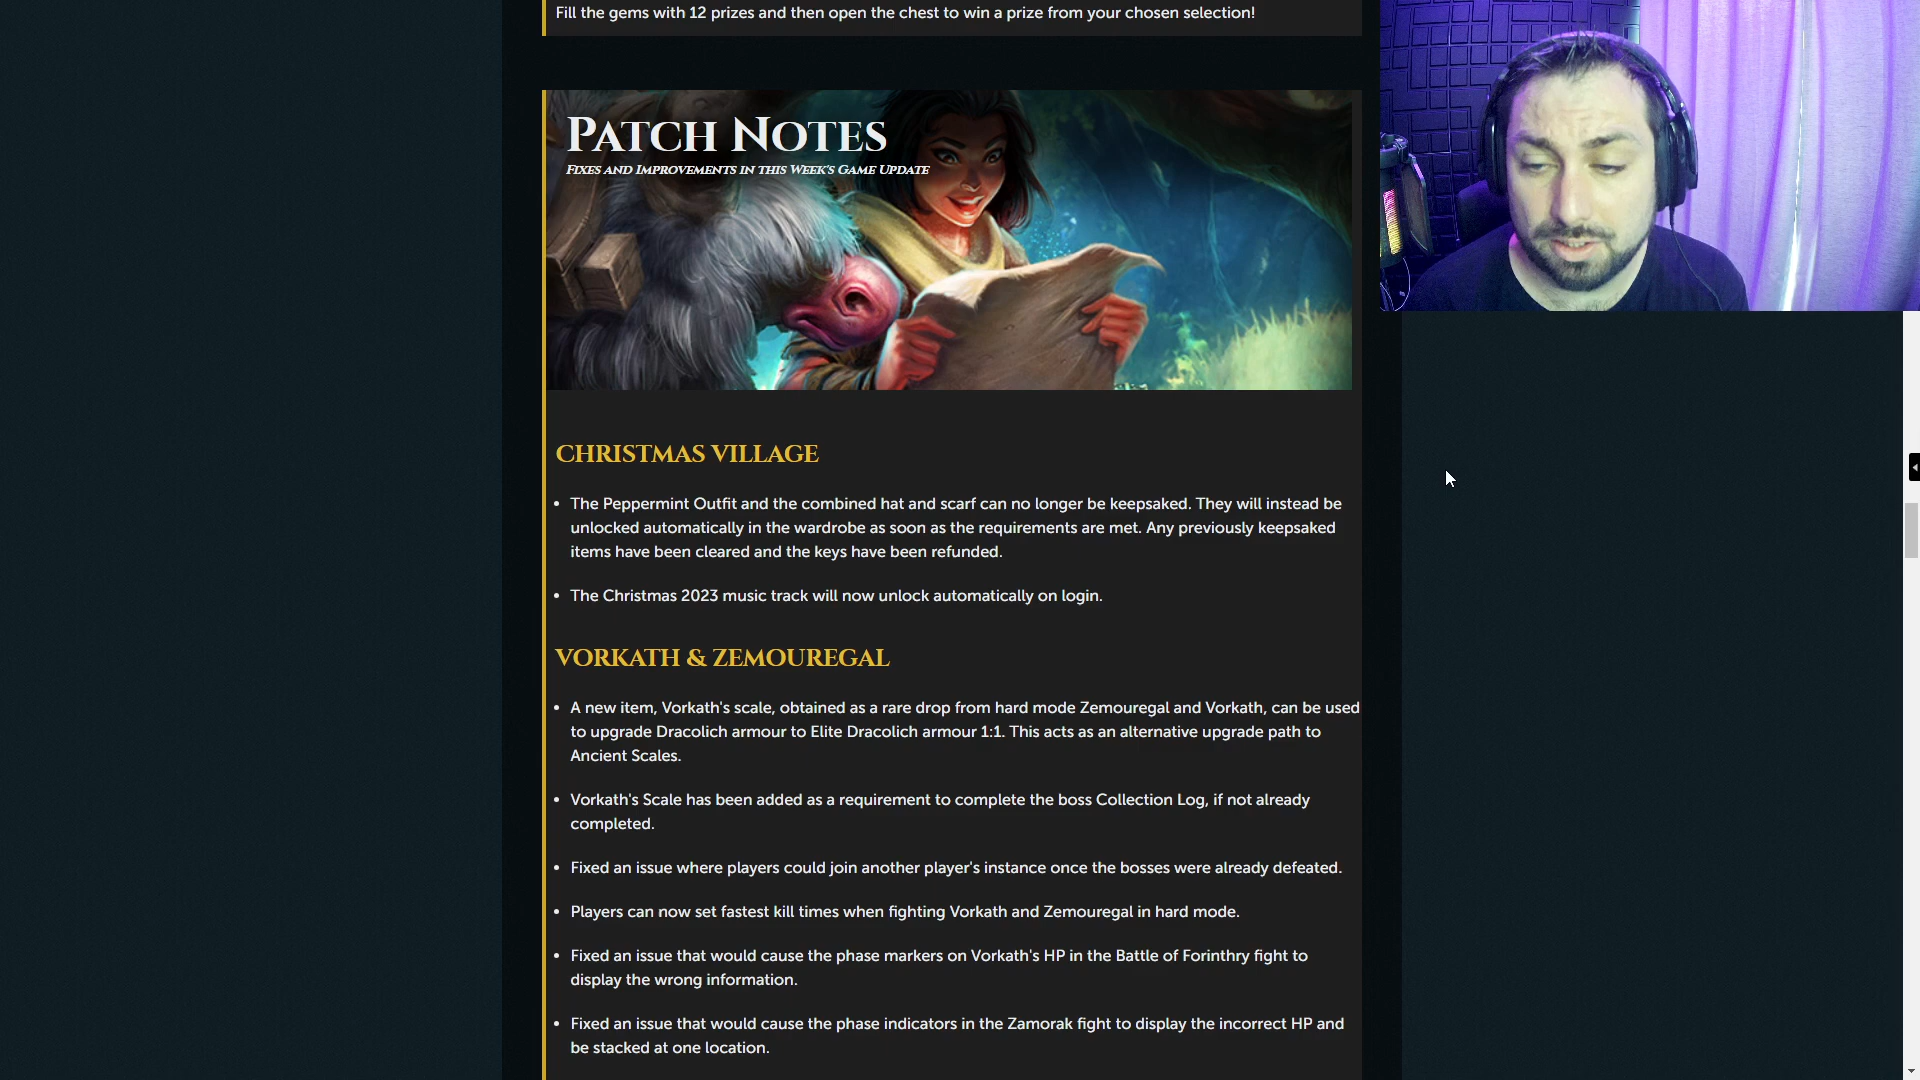 Fill the gems with 12 prizes and then open the chest to win a prize from your chosen selection!
Patch Notes
Fixes and Improvements in this Week's Game Update
CHRISTMAS VILLAGE
• The Peppermint Outfit and the combined hat and scarf can no longer be keepsaked. They will instead be
unlocked automatically in the wardrobe as soon as the requirements are met. Any previously keepsaked
items have been cleared and the keys have been refunded.
• The Christmas 2023 music track will now unlock automatically on login.
VORKATH & ZEMOUREGAL
• A new item, Vorkath's scale, obtained as a rare drop from hard mode Zemouregal and Vorkath, can be used
to upgrade Dracolich armour to Elite Dracolich armour 1:1. This acts as an alternative upgrade path to
Ancient Scales.
• Vorkath's Scale has been added as a requirement to complete the boss Collection Log, if not already
completed.
• Fixed an issue where players could join another player's instance once the bosses were already defeated.
• Players can now set fastest kill times when fighting Vorkath and Zemouregal in hard mode.
• Fixed an issue that would cause the phase markers on Vorkath's HP in the Battle of Forinthry fight to
display the wrong information.
• Fixed an issue that would cause the phase indicators in the Zamorak fight to display the incorrect HP and
be stacked at one location.